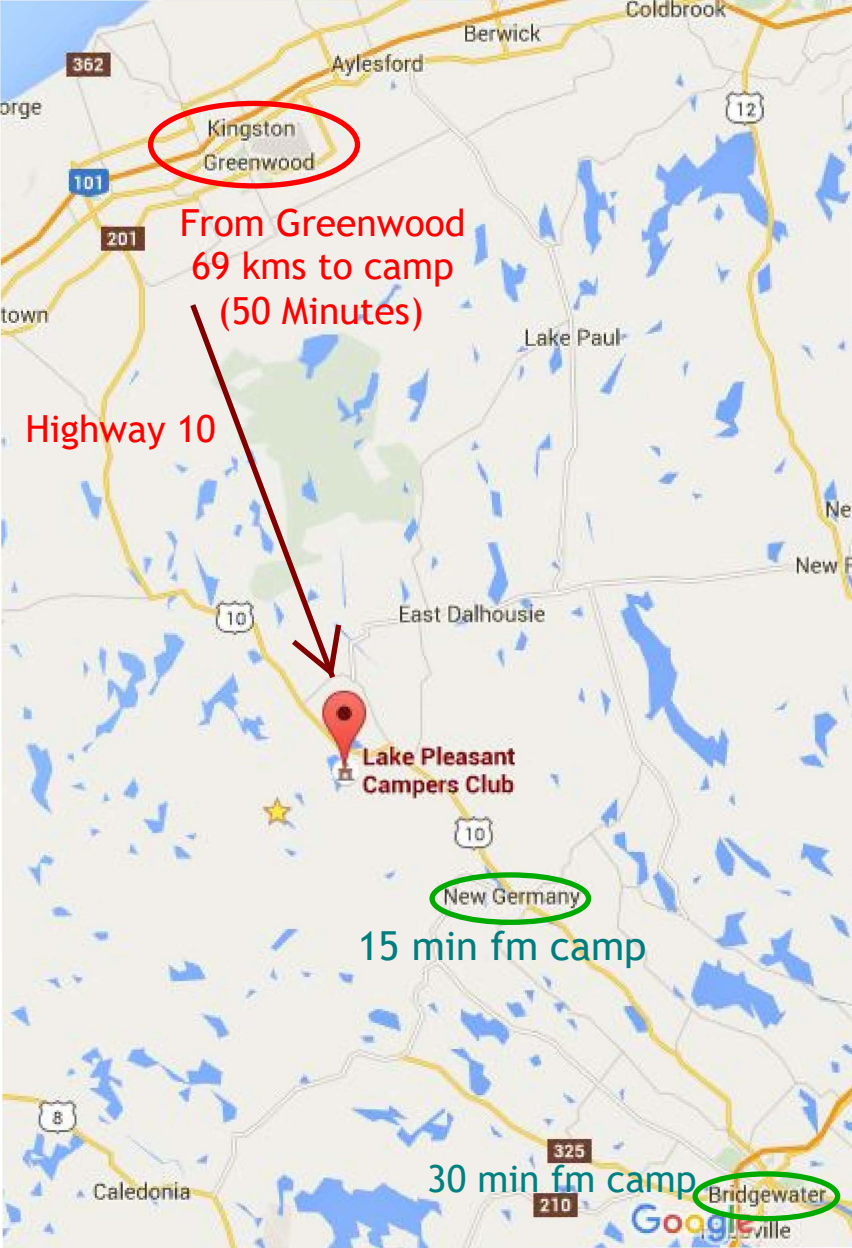 Coldbrook
Berwick
362
Aylesford
orge
12
Kingston
Greenwood
101
201
From Greenwood
69 kms to camp
(50 Minutes)
town
Lake Paul
Highway 10
Ne
New F
10
East Dalhousie
Lake Pleasant
Campers Club
10
New Germany
15 min fm camp
8
325
30 min fm camp
Caledonia
210
Bridgewater
Google
ville